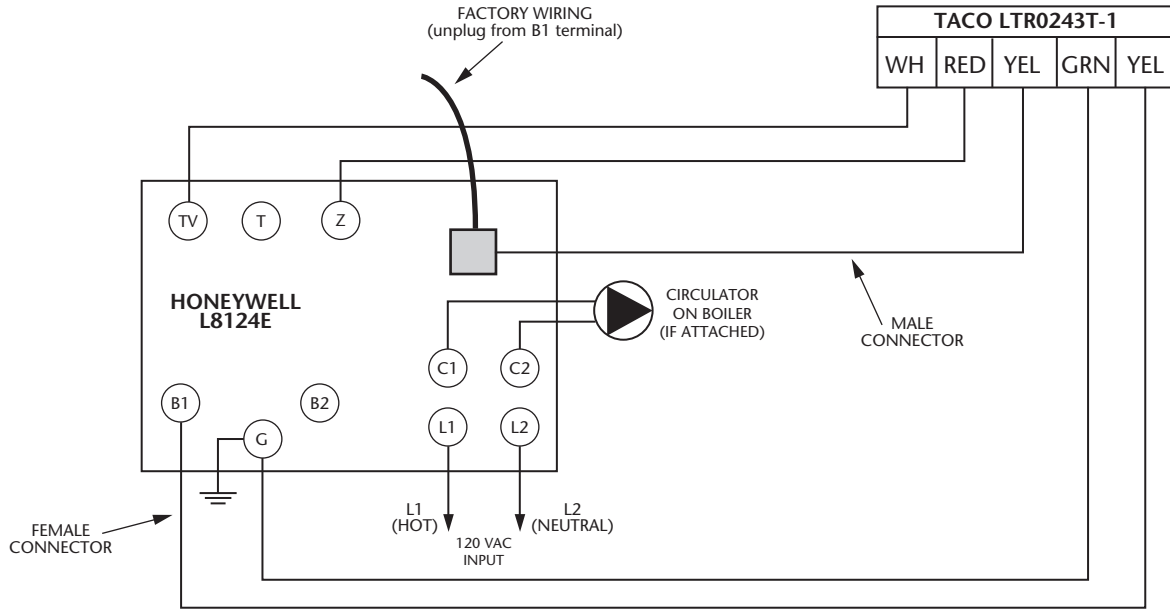 FACTORY WIRING
(unplug from B1 terminal)
TACO LTR0243T-1
WH RED YEL GRN YEL
TV T Z
HONEYWELL
L8124E
CIRCULATOR
ON BOILER
(IF ATTACHED)
MALE
CONNECTOR
C1 C2
B1 B2
L1 L2
G
FEMALE
CONNECTOR
L1
(HOT)
L2
(NEUTRAL)
120 VAC
INPUT